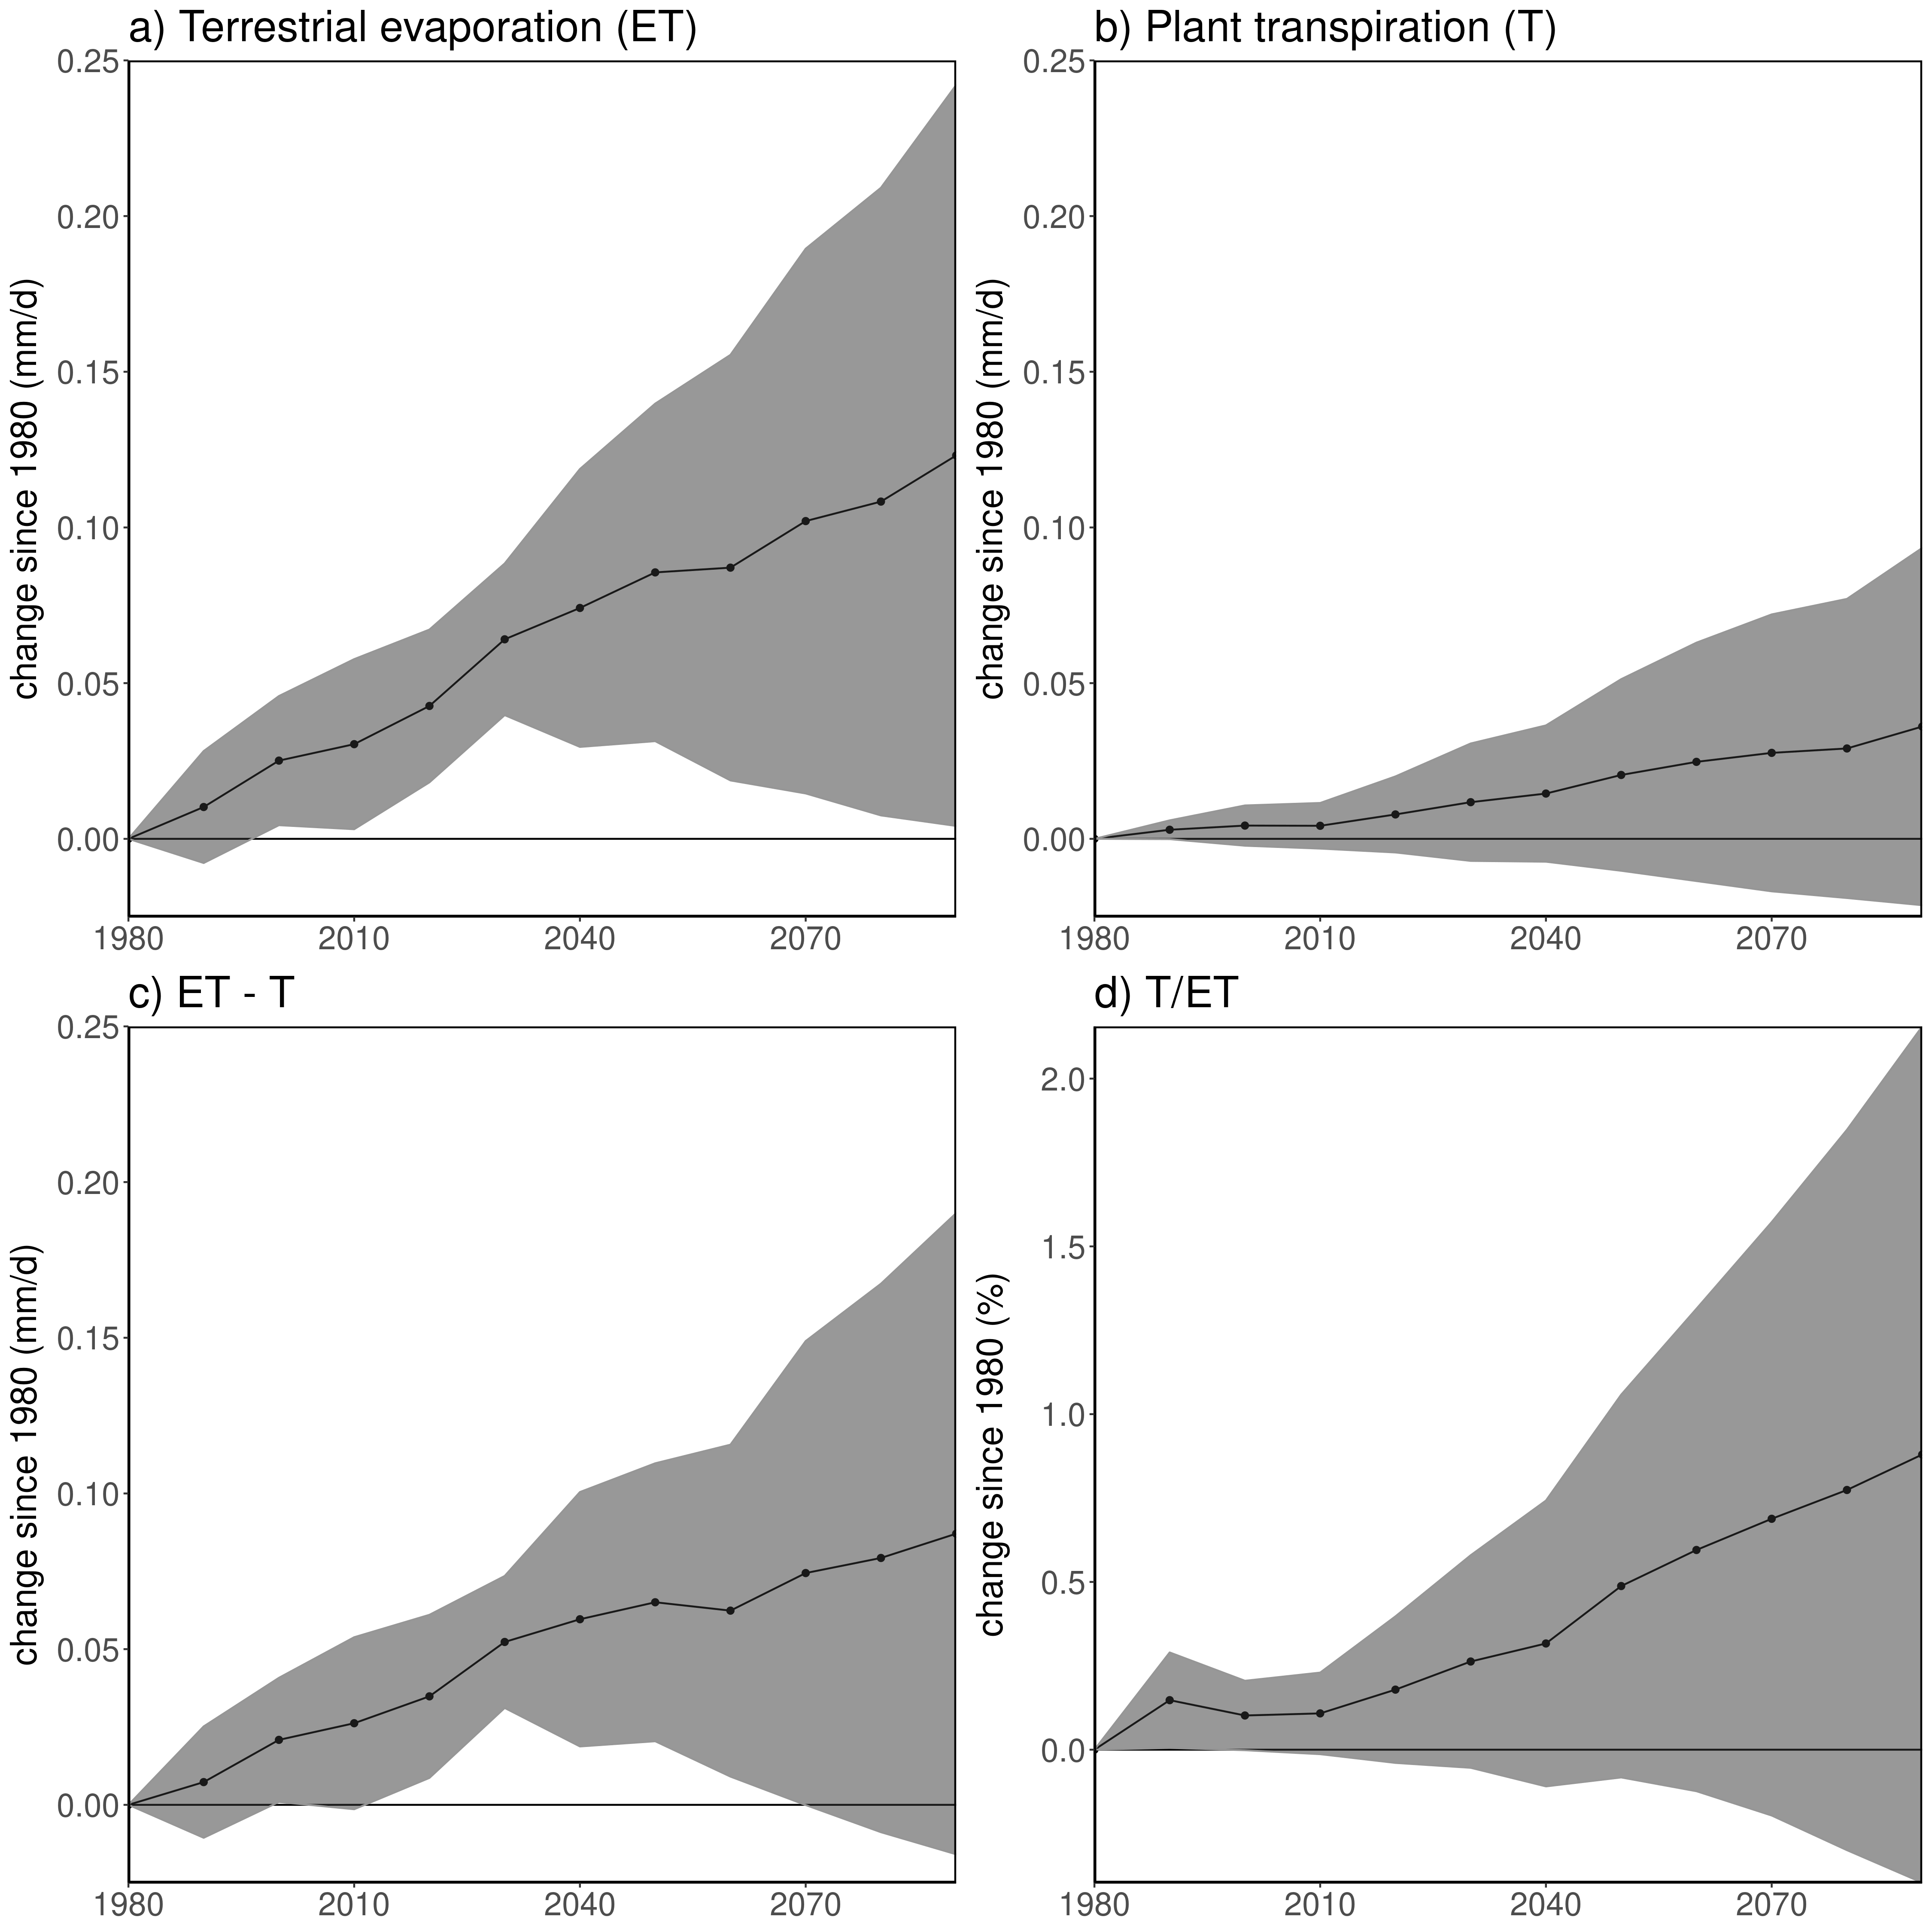 a) Terrestrial evaporation (ET)
change since 1980 (mm/d)
0.25
0.20
0.15
0.10
0.05
0.00
1980 2010 2040 2070
b) Plant transpiration (T)
change since 1980 (mm/d)
0.25
0.20
0.15
0.10
0.05
0.00
1980 2010 2040 2070
c) ET - T
change since 1980 (mm/d)
0.25
0.20
0.15
0.10
0.05
0.00
1980 2010 2040 2070
d) T/ET
change since 1980 (%)
2.0
1.5
1.0
0.5
0.0
1980 2010 2040 2070